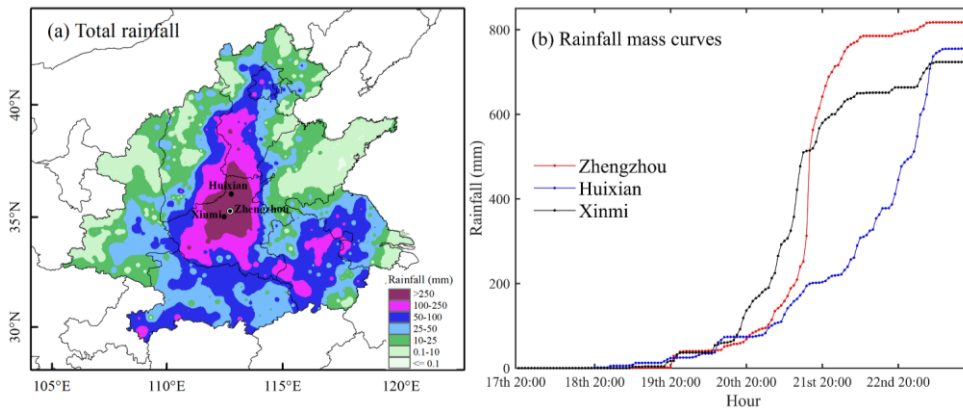 (a) Total rainfall
40°N
35°N
30°N
Huixian
Xinmi
Zhengzhou
Rainfall (mm)
>250
100-250
50-100
25-50
10-25
0.1-10
<= 0.1
105°E 110°E 115°E 120°E
(b) Rainfall mass curves
Rainfall (mm)
800
600
400
200
0
Zhengzhou
Huixian
Xinmi
17th 20:00 18th 20:00 19th 20:00 20th 20:00 21st 20:00 22nd 20:00
Hour